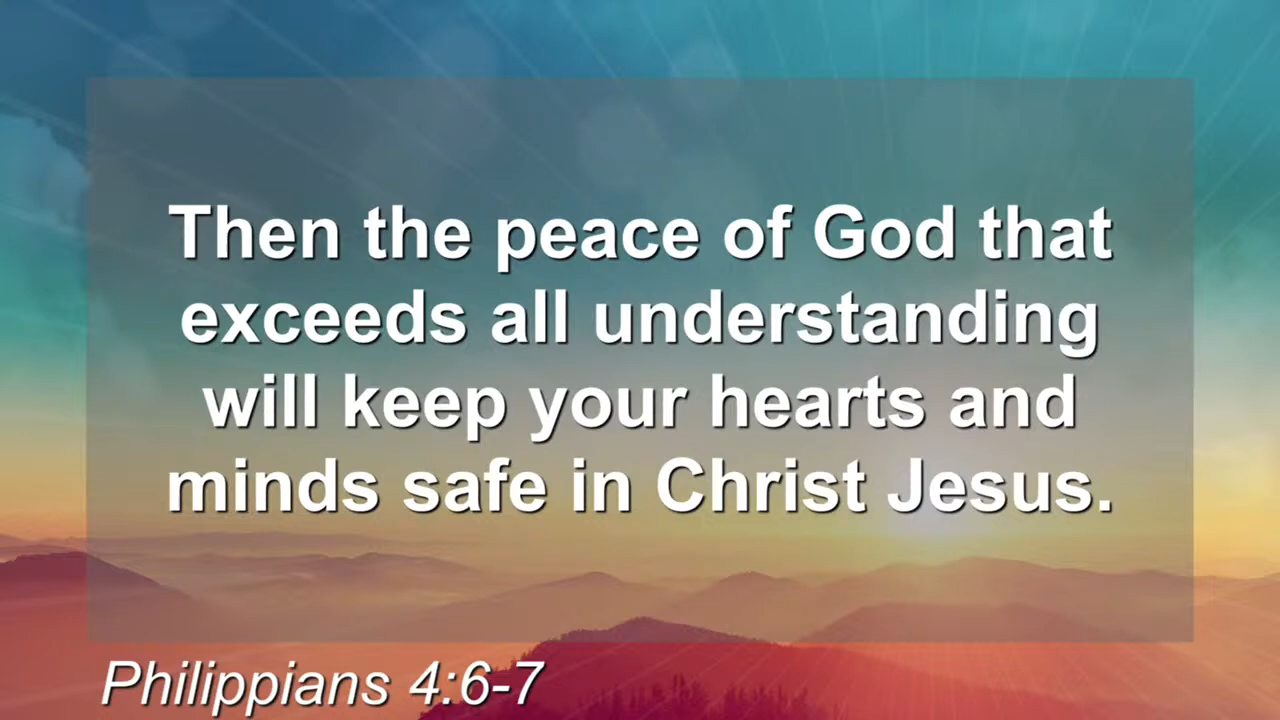 Then the peace of God that
exceeds all understanding
will keep your hearts and
minds safe in Christ Jesus.
Philippians 4:6-7